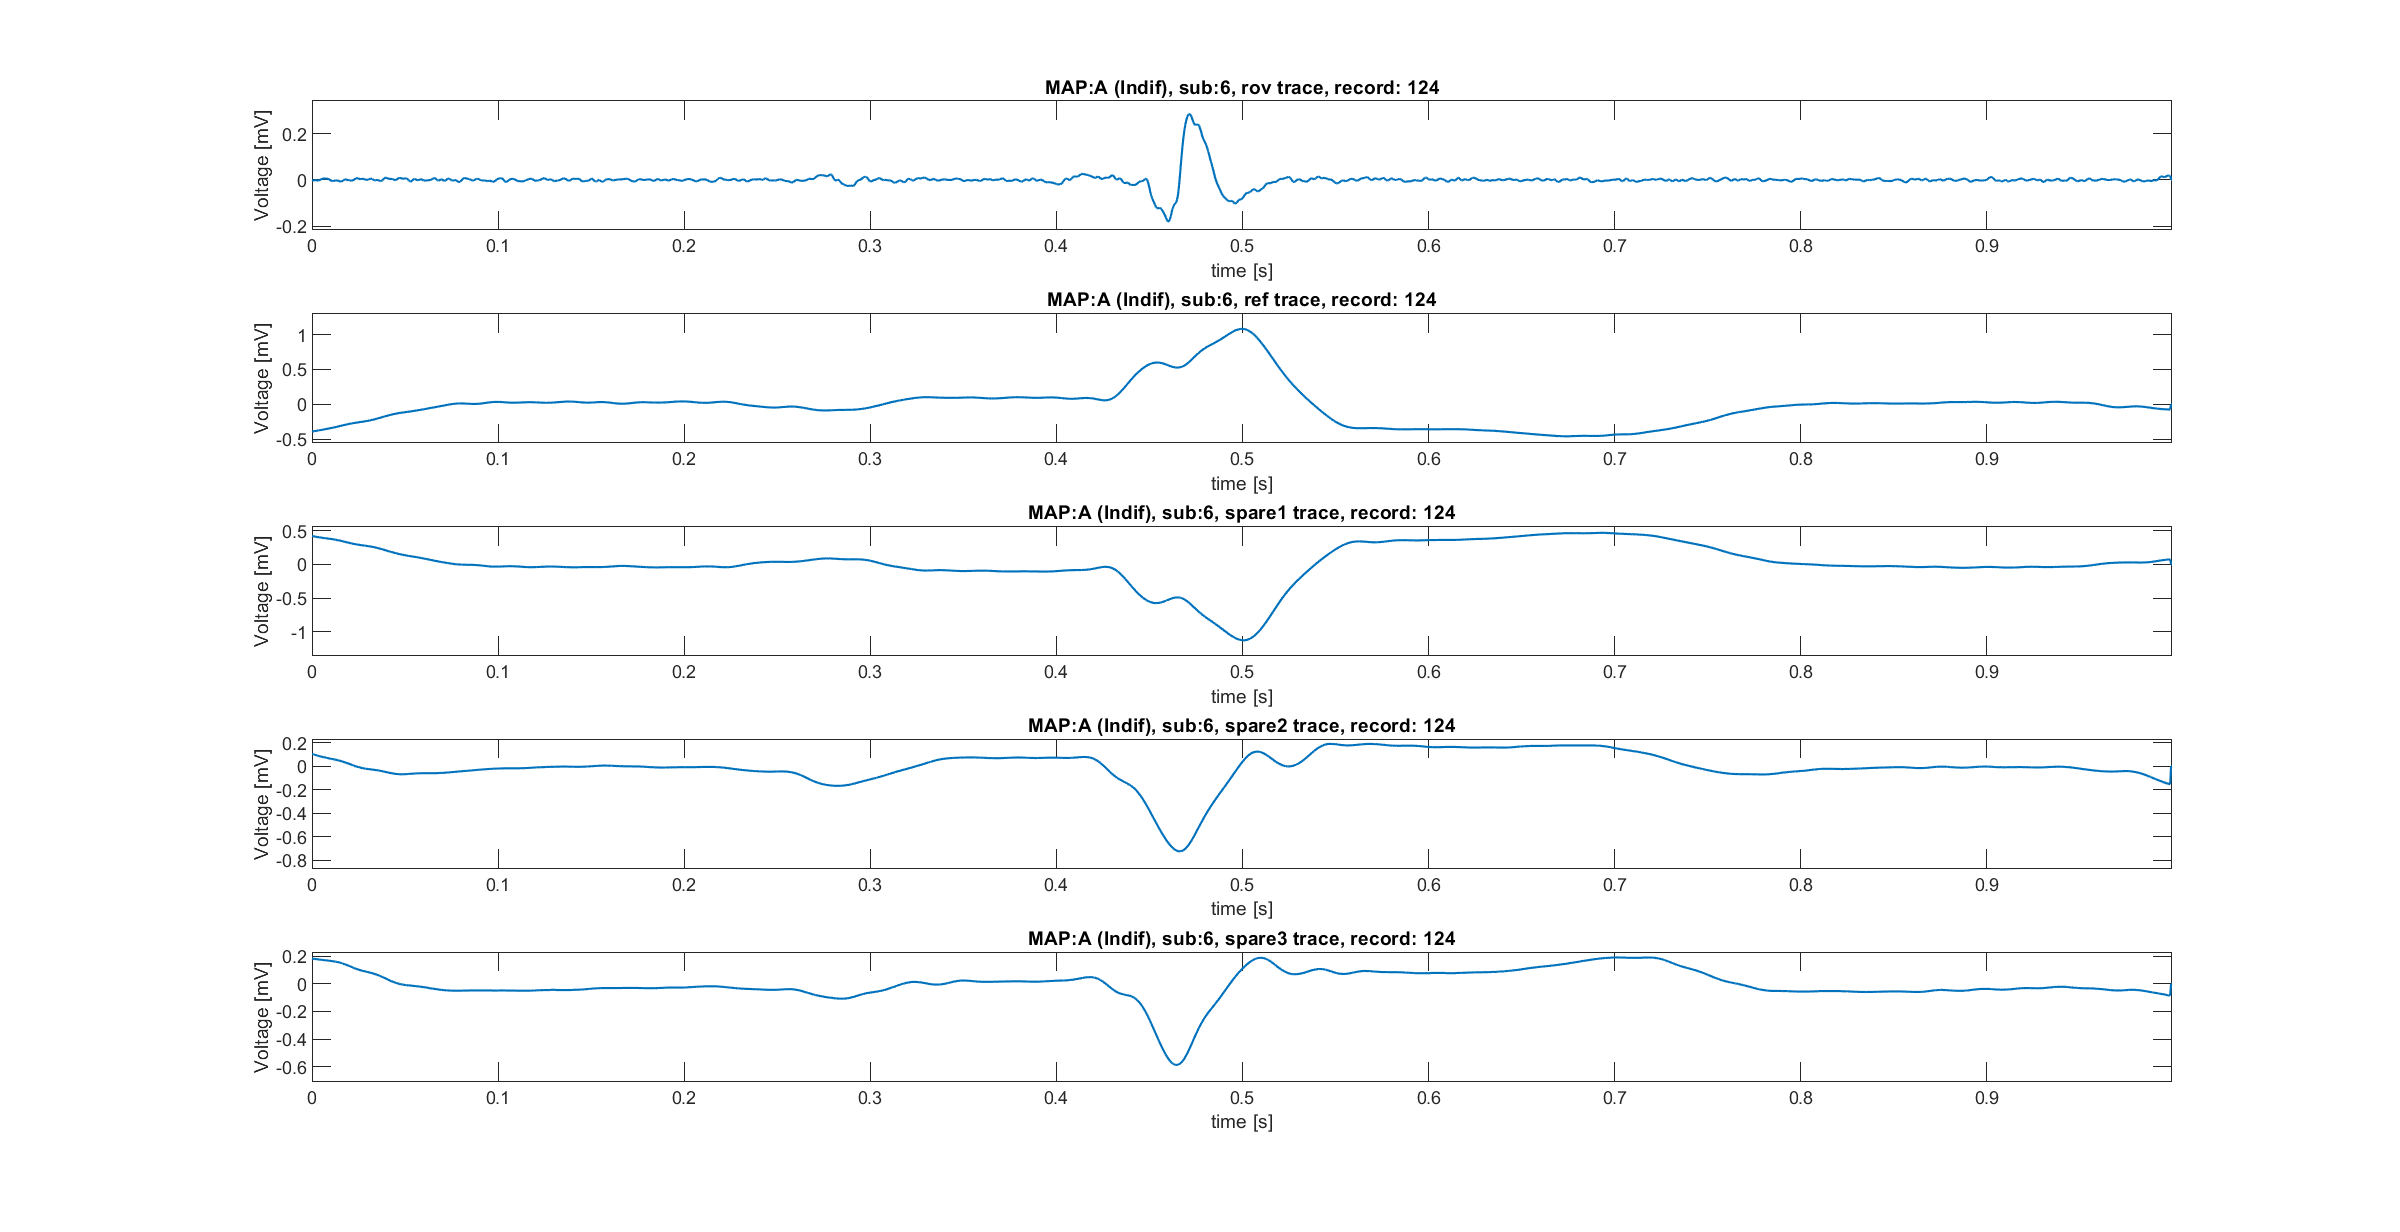 MAP:A (Indif), sub:6, rov trace, record: 124
Voltage [mV]
0.2
0
-0.2
0 0.1 0.2 0.3 0.4 0.5 0.6 0.7 0.8 0.9
time [s]
MAP:A (Indif), sub:6, ref trace, record: 124
Voltage [mV]
1
0.5
0
-0.5
0 0.1 0.2 0.3 0.4 0.5 0.6 0.7 0.8 0.9
time [s]
MAP:A (Indif), sub:6, spare1 trace, record: 124
Voltage [mV]
0.5
0
-0.5
-1
0 0.1 0.2 0.3 0.4 0.5 0.6 0.7 0.8 0.9
time [s]
MAP:A (Indif), sub:6, spare2 trace, record: 124
Voltage [mV]
0.2
0
-0.2
-0.4
-0.6
-0.8
0 0.1 0.2 0.3 0.4 0.5 0.6 0.7 0.8 0.9
time [s]
MAP:A (Indif), sub:6, spare3 trace, record: 124
Voltage [mV]
0.2
0
-0.2
-0.4
-0.6
0 0.1 0.2 0.3 0.4 0.5 0.6 0.7 0.8 0.9
time [s]